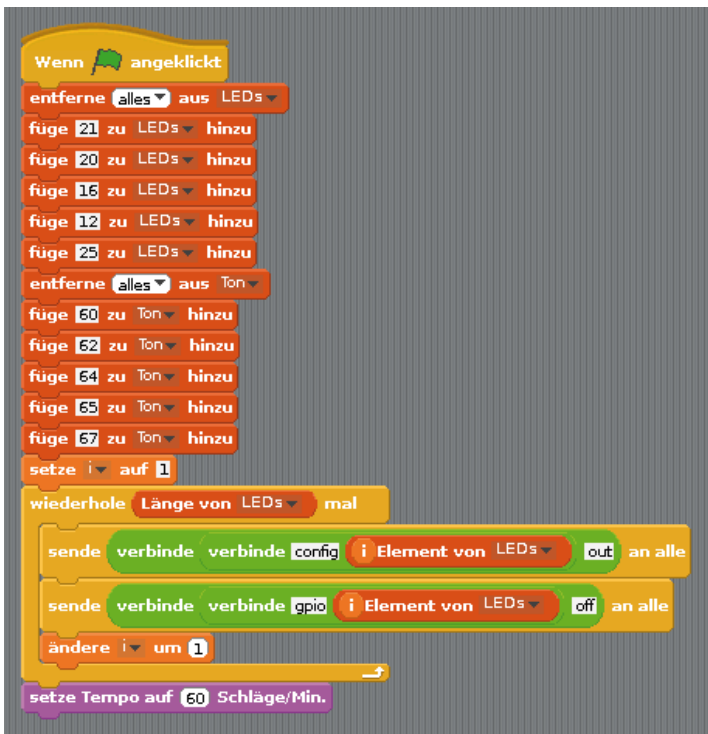 Wenn angeklickt
entferne alles aus LEDs
füge 21 zu LEDs hinzu
füge 20 zu LEDs hinzu
füge 16 zu LEDs hinzu
füge 12 zu LEDs hinzu
füge 25 zu LEDs hinzu
entferne alles aus Ton
füge 60 zu Ton hinzu
füge 62 zu Ton hinzu
füge 64 zu Ton hinzu
füge 65 zu Ton hinzu
füge 67 zu Ton hinzu
setze i auf 1
wiederhole Länge von LEDs mal
sende verbinde verbinde config i Element von LEDs out an alle
sende verbinde verbinde gpio i Element von LEDs off an alle
ändere i um 1
setze Tempo auf 60 Schläge/Min.